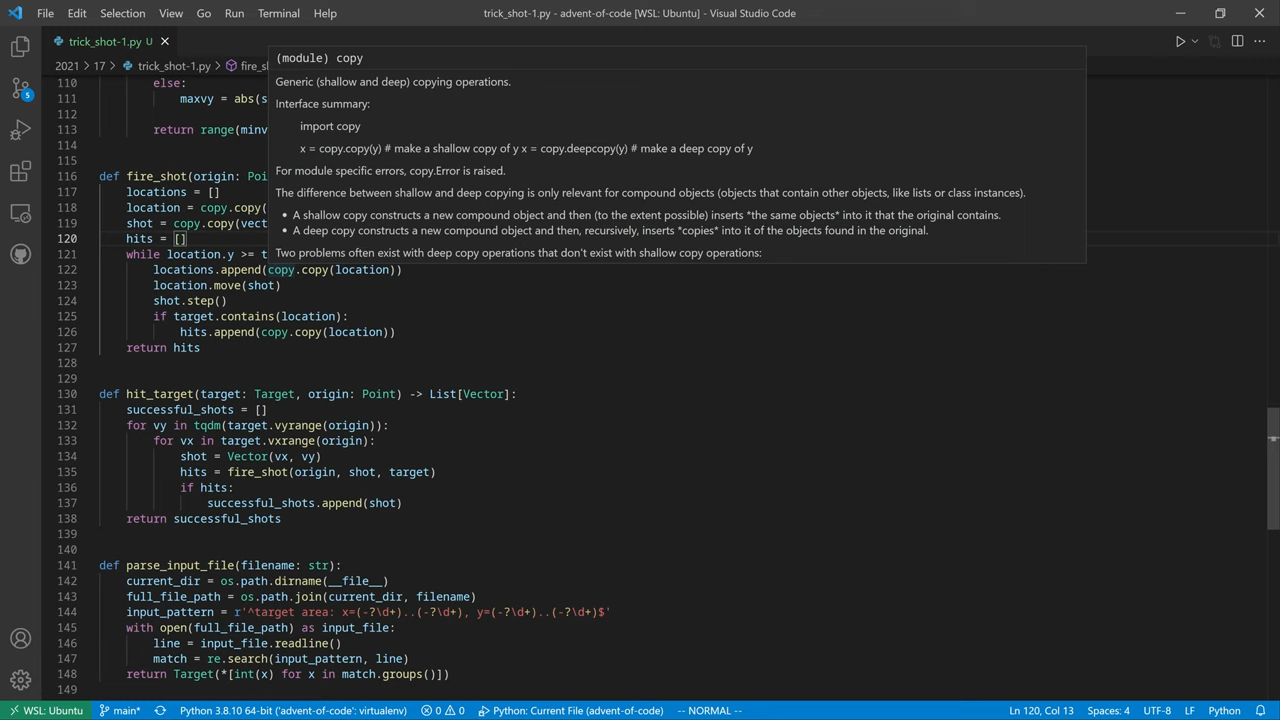 File Edit Selection View Go Run Terminal Help trick_shot-1.py - advent-of-code [WSL: Ubuntu] - Visual Studio Code
trick_shot-1.py U
2021 > 17 > trick_shot-1.py > fire_sh
(module) copy
Generic (shallow and deep) copying operations.
Interface summary:
import copy
x = copy.copy(y) # make a shallow copy of y x = copy.deepcopy(y) # make a deep copy of y
For module specific errors, copy.Error is raised.
The difference between shallow and deep copying is only relevant for compound objects (objects that contain other objects, like lists or class instances).
• A shallow copy constructs a new compound object and then (to the extent possible) inserts *the same objects* into it that the original contains.
• A deep copy constructs a new compound object and then, recursively, inserts *copies* into it of the objects found in the original.
Two problems often exist with deep copy operations that don't exist with shallow copy operations:
110 else:
111 maxvy = abs(s
112
113 return range(minv
114
115
116 def fire_shot(origin: Poi
117 locations = []
118 location = copy.copy(
119 shot = copy.copy(vect
120 hits = []
121 while location.y >= t
122 locations.append(copy.copy(location))
123 location.move(shot)
124 shot.step()
125 if target.contains(location):
126 hits.append(copy.copy(location))
127 return hits
128
129
130 def hit_target(target: Target, origin: Point) -> List[Vector]:
131 successful_shots = []
132 for vy in tqdm(target.vyrange(origin)):
133 for vx in target.vxrange(origin):
134 shot = Vector(vx, vy)
135 hits = fire_shot(origin, shot, target)
136 if hits:
137 successful_shots.append(shot)
138 return successful_shots
139
140
141 def parse_input_file(filename: str):
142 current_dir = os.path.dirname(__file__)
143 full_file_path = os.path.join(current_dir, filename)
144 input_pattern = r'^target area: x=(-?\d+)..(-?\d+), y=(-?\d+)..(-?\d+)$'
145 with open(full_file_path) as input_file:
146 line = input_file.readline()
147 match = re.search(input_pattern, line)
148 return Target(*[int(x) for x in match.groups()])
149
5
WSL: Ubuntu main* Python 3.8.10 64-bit ('advent-of-code': virtualenv) 0 0 Python: Current File (advent-of-code) -- NORMAL -- Ln 120, Col 13 Spaces: 4 UTF-8 LF Python